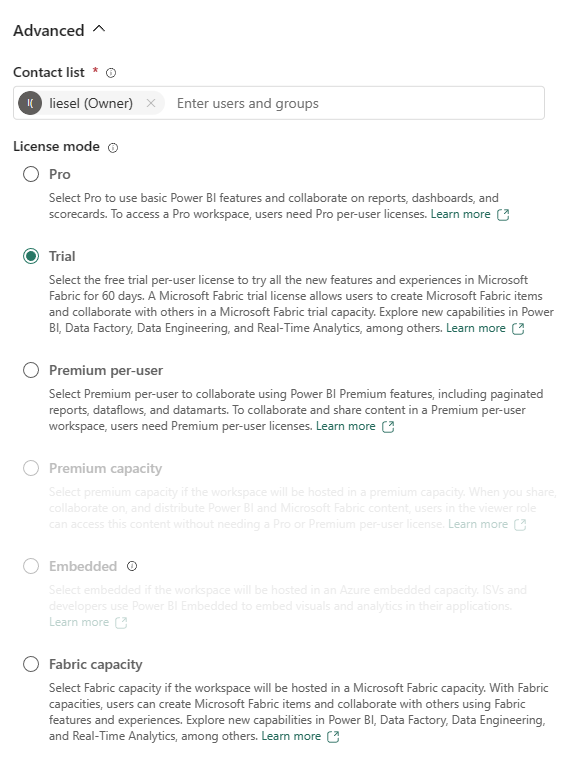 Advanced
Contact list *
l( liesel (Owner) Enter users and groups
License mode
Pro
Select Pro to use basic Power BI features and collaborate on reports, dashboards, and
scorecards. To access a Pro workspace, users need Pro per-user licenses. Learn more
Trial
Select the free trial per-user license to try all the new features and experiences in Microsoft
Fabric for 60 days. A Microsoft Fabric trial license allows users to create Microsoft Fabric items
and collaborate with others in a Microsoft Fabric trial capacity. Explore new capabilities in Power
BI, Data Factory, Data Engineering, and Real-Time Analytics, among others. Learn more
Premium per-user
Select Premium per-user to collaborate using Power BI Premium features, including paginated
reports, dataflows, and datamarts. To collaborate and share content in a Premium per-user
workspace, users need Premium per-user licenses. Learn more
Premium capacity
Select premium capacity if the workspace will be hosted in a premium capacity. When you share,
collaborate on, and distribute Power BI and Microsoft Fabric content, users in the viewer role
can access this content without needing a Pro or Premium per-user license. Learn more
Embedded
Select embedded if the workspace will be hosted in an Azure embedded capacity. ISVs and
developers use Power BI Embedded to embed visuals and analytics in their applications.
Learn more
Fabric capacity
Select Fabric capacity if the workspace will be hosted in a Microsoft Fabric capacity. With Fabric
capacities, users can create Microsoft Fabric items and collaborate with others using Fabric
features and experiences. Explore new capabilities in Power BI, Data Factory, Data Engineering,
and Real-Time Analytics, among others. Learn more